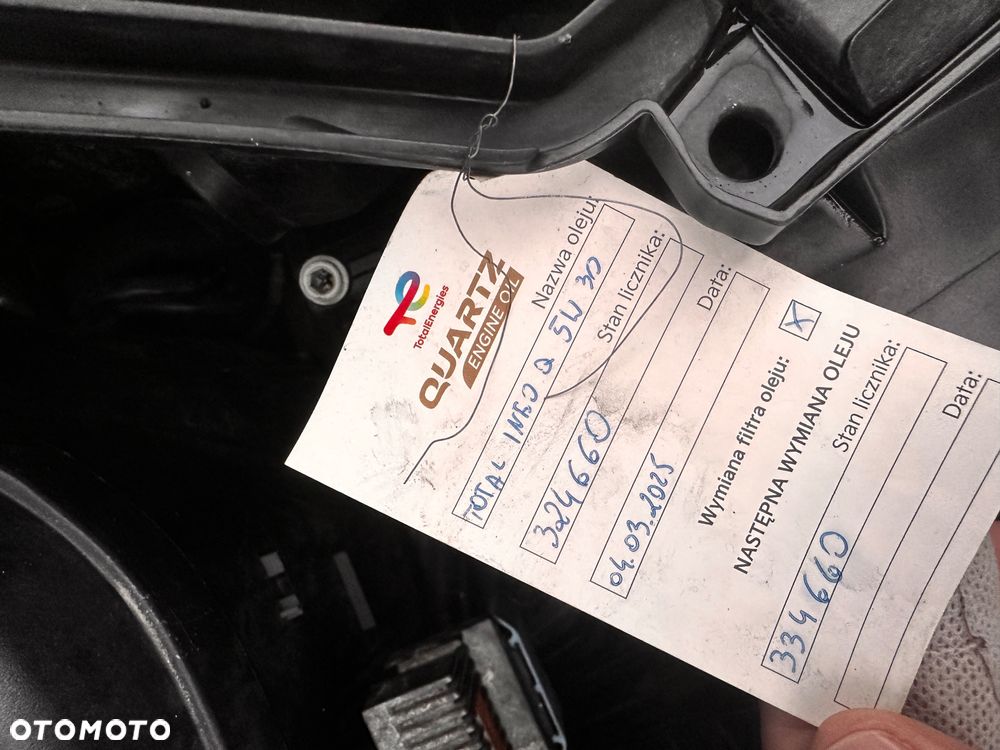 TotalEnergies
QUARTZ
ENGINE OIL
Nazwa oleju:
TOTAL INEO Q 5W 30
Stan licznika:
324660
Data:
04.03.2025
Wymiana filtra oleju: X
NASTĘPNA WYMIANA OLEJU
Stan licznika:
334660
Data:
OTOMOTO